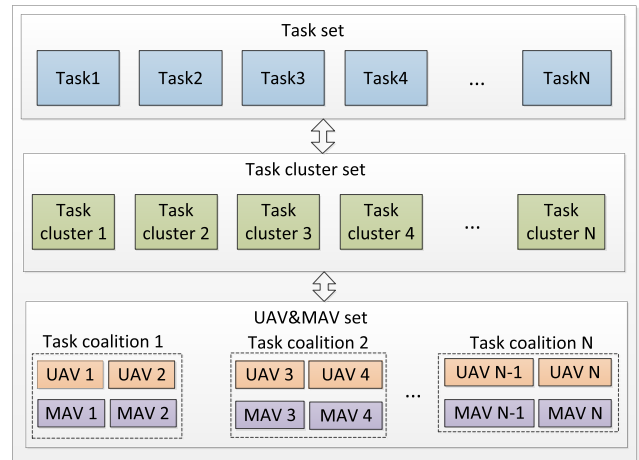 Task set
Task1 Task2 Task3 Task4 ... TaskN
Task cluster set
Task Task Task Task Task
cluster 1 cluster 2 cluster 3 cluster 4 ... cluster N
UAV&MAV set
Task coalition 1 Task coalition 2 Task coalition N
UAV 1 UAV 2 UAV 3 UAV 4 UAV N-1 UAV N
...
MAV 1 MAV 2 MAV 3 MAV 4 MAV N-1 MAV N